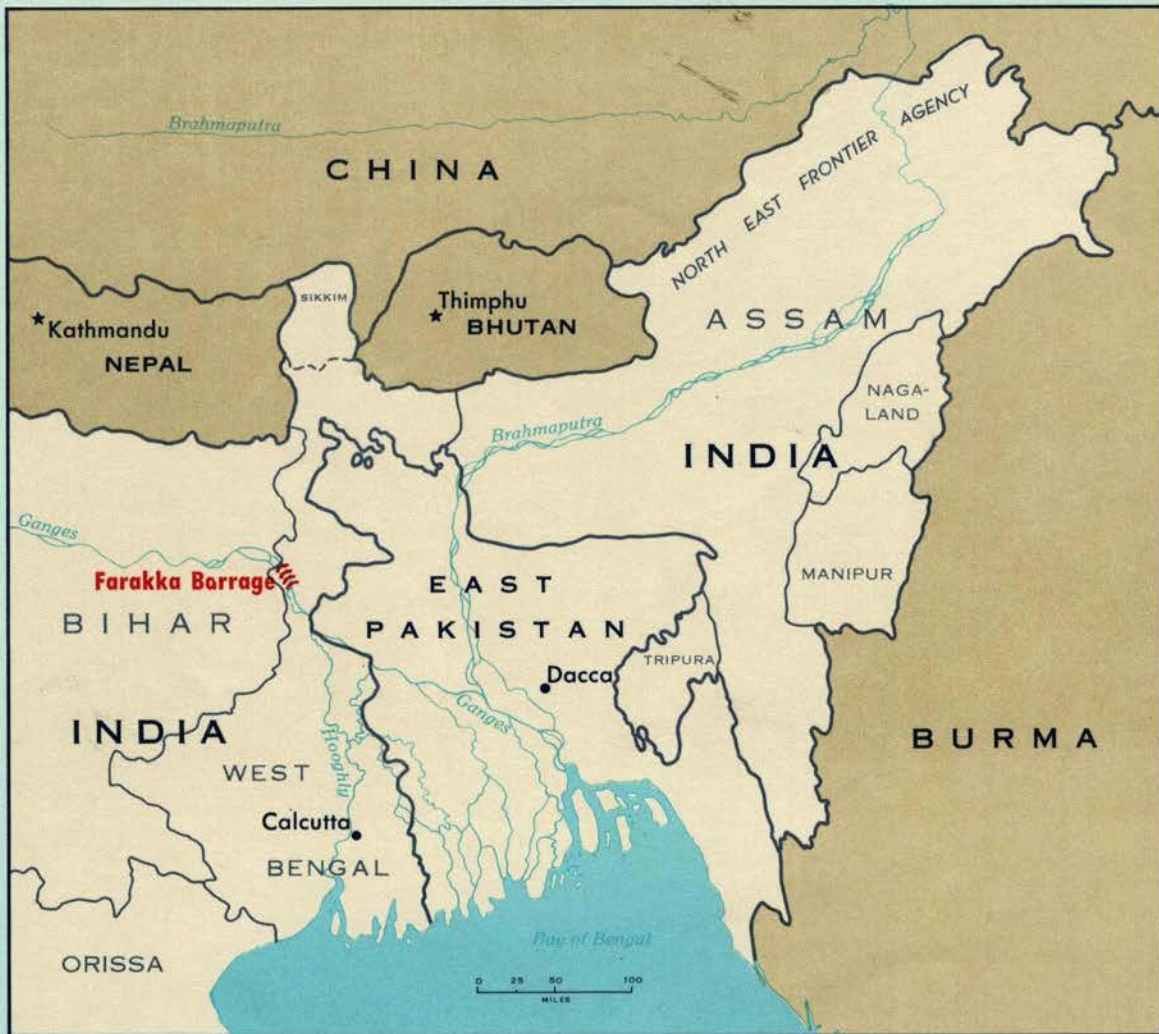 Brahmaputra
CHINA
NORTH EAST FRONTIER AGENCY
SIKKIM
Thimphu
BHUTAN
Kathmandu
NEPAL
ASSAM
NAGA-
LAND
Brahmaputra
INDIA
Ganges
Farakka Barrage
BIHAR
EAST
PAKISTAN
MANIPUR
TRIPURA
Dacca
Ganges
INDIA
Hooghly
WEST
BENGAL
Calcutta
BURMA
Bay of Bengal
ORISSA
0 25 50 100
MILES